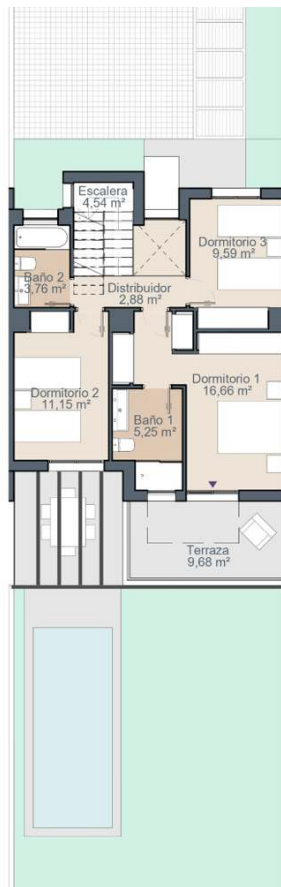 Escalera
4,54 m²
Dormitorio 3
9,59 m²
Baño 2
3,76 m²
Distribuidor
2,88 m²
Dormitorio 2
11,15 m²
Dormitorio 1
16,66 m²
Baño 1
5,25 m²
Terraza
9,68 m²